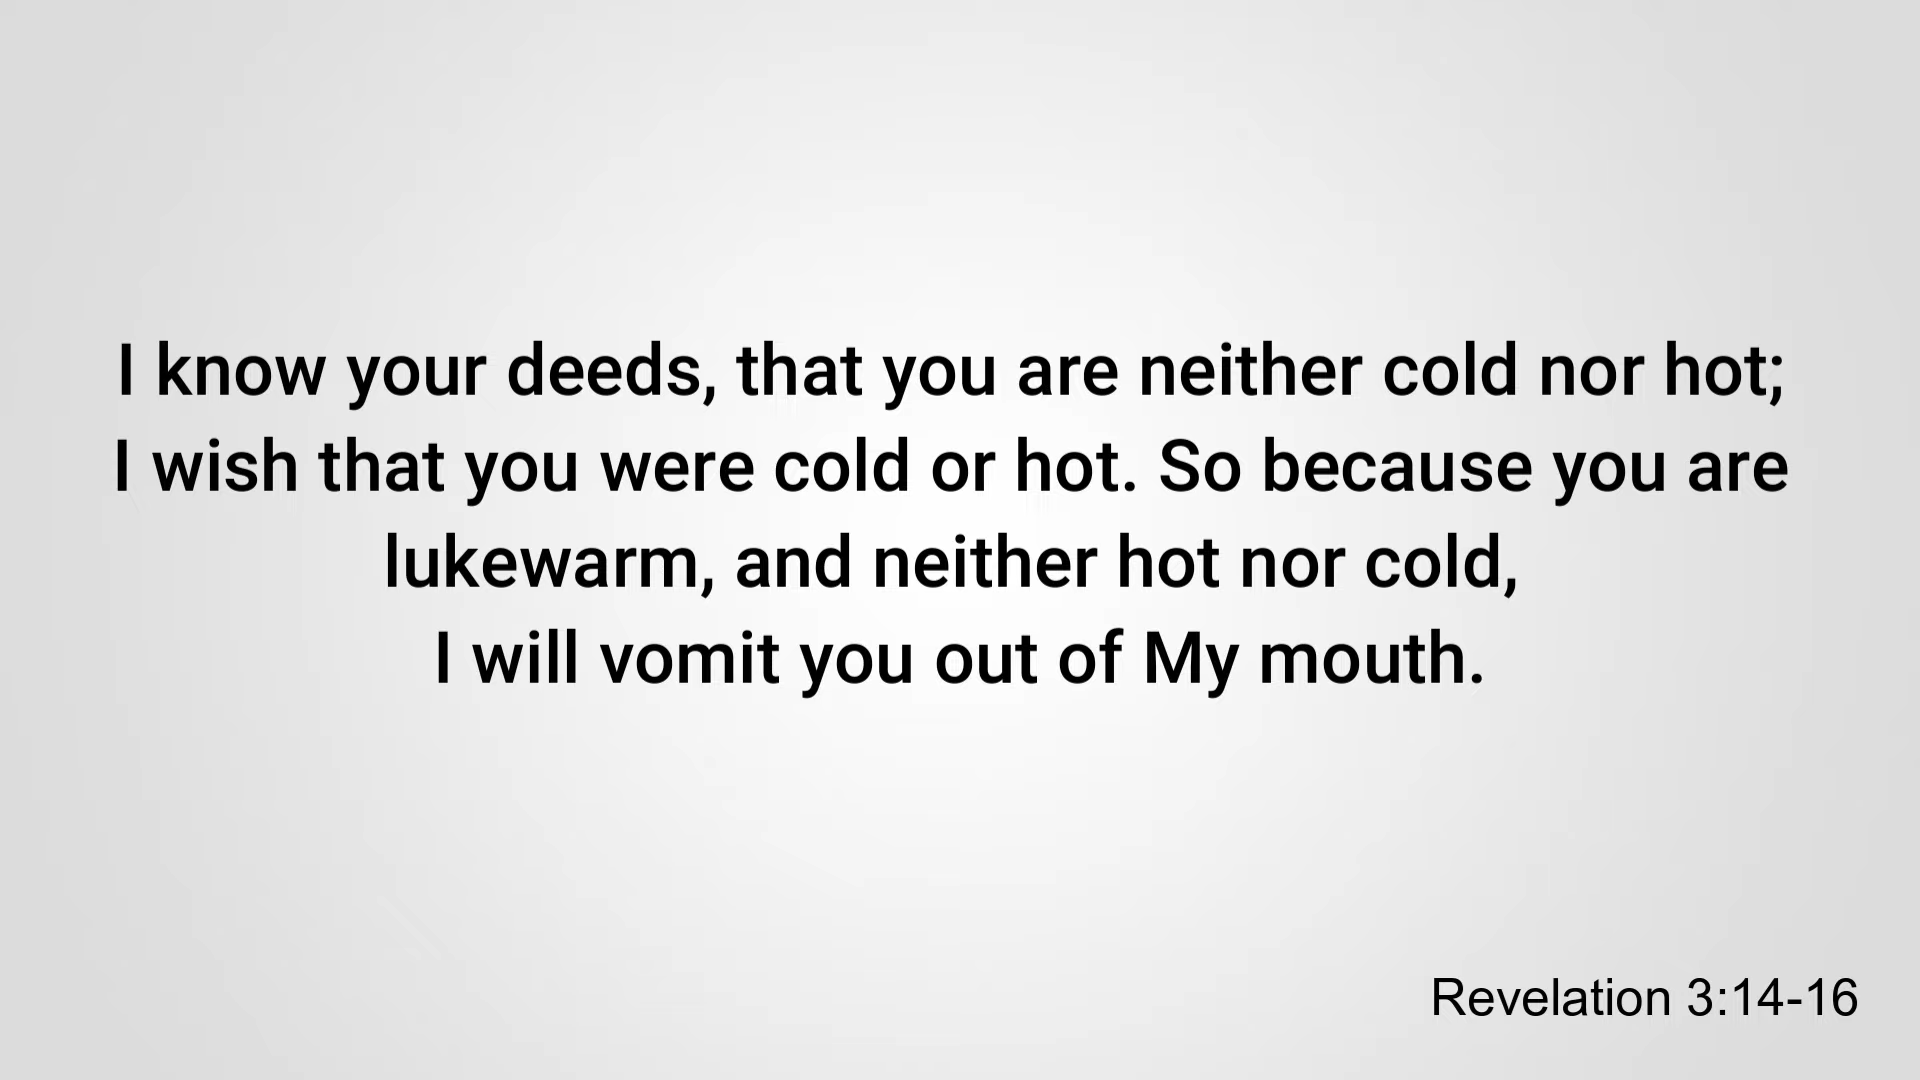 I know your deeds, that you are neither cold nor hot;
I wish that you were cold or hot. So because you are
lukewarm, and neither hot nor cold,
I will vomit you out of My mouth.
Revelation 3:14-16